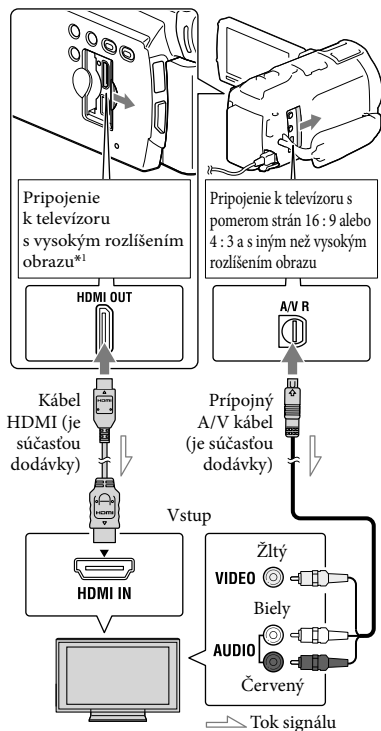 Pripojenie
k televízoru
s vysokým rozlíšením
obrazu*1
Pripojenie k televízoru s
pomerom strán 16 : 9 alebo
4 : 3 a s iným než vysokým
rozlíšením obrazu
HDMI OUT
A/V R
Kábel
HDMI (je
súčasťou
dodávky)
Prípojný
A/V kábel
(je súčasťou
dodávky)
HDMI
HDMI
Vstup
HDMI IN
Žltý
VIDEO
Biely
AUDIO
Červený
Tok signálu